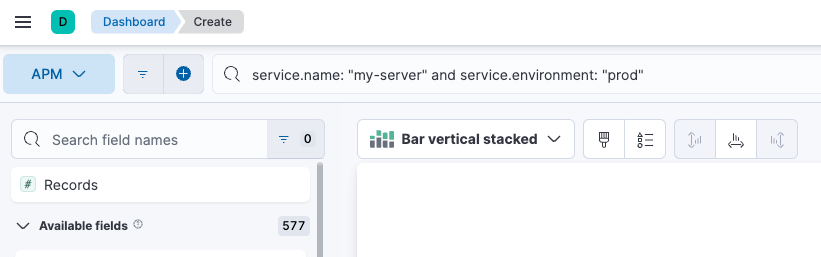 D Dashboard Create
APM service.name: "my-server" and service.environment: "prod"
Search field names 0 Bar vertical stacked
# Records
Available fields 577